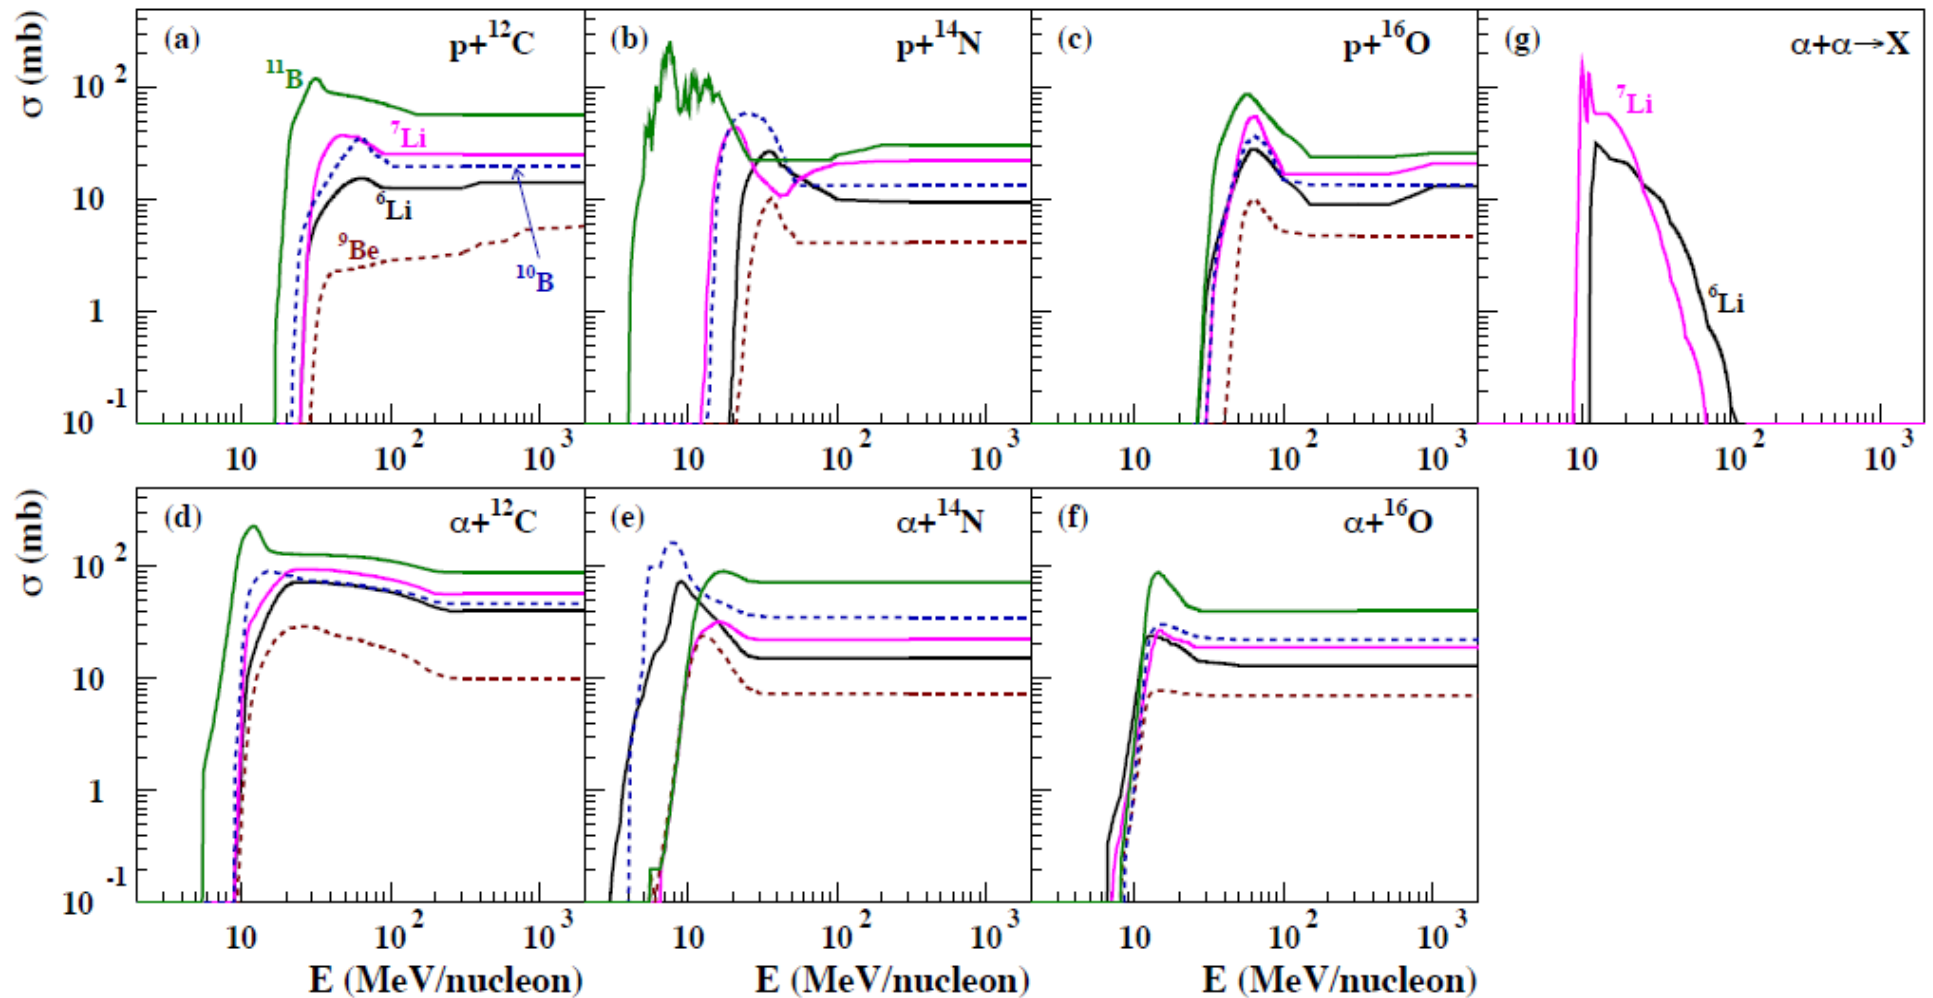 (a) p+¹²C (b) p+¹⁴N (c) p+¹⁶O (g) α+α→X
σ (mb)
10²
10
1
10⁻¹
¹¹B
⁷Li
⁶Li
⁹Be
¹⁰B
⁷Li
⁶Li
10 10² 10³ 10 10² 10³ 10 10² 10³ 10 10² 10³
(d) α+¹²C (e) α+¹⁴N (f) α+¹⁶O
σ (mb)
10²
10
1
10⁻¹
10 10² 10³ 10 10² 10³ 10 10² 10³
E (MeV/nucleon) E (MeV/nucleon) E (MeV/nucleon)